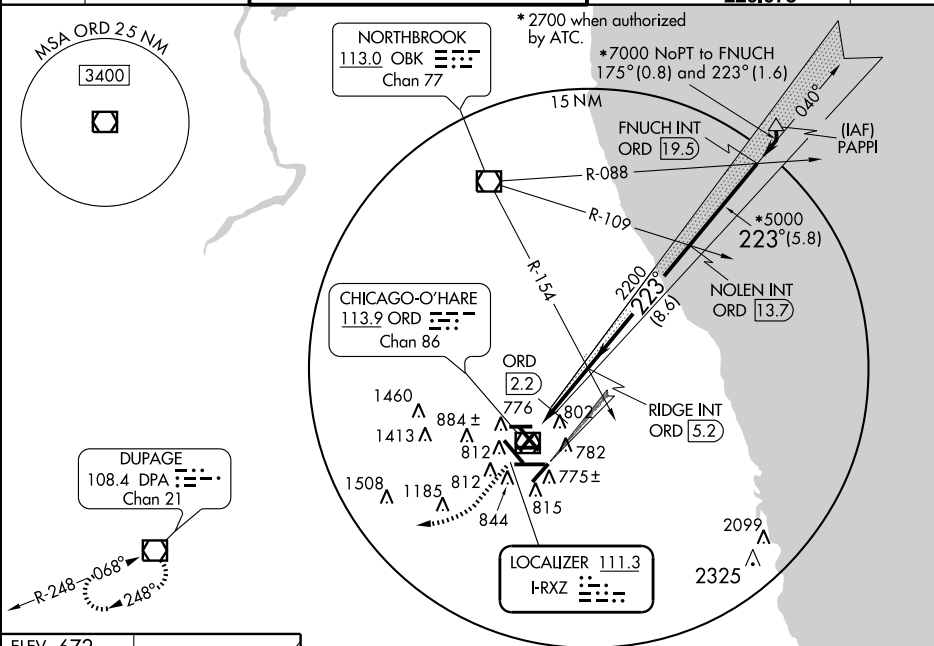 MSA ORD 25 NM
3400
NORTHBROOK
113.0 OBK
Chan 77
* 2700 when authorized
by ATC.
*7000 NoPT to FNUCH
175° (0.8) and 223° (1.6)
15 NM
040°
FNUCH INT
ORD 19.5
(IAF)
PAPPI
R-088
R-109
*5000
223° (5.8)
R-154
2200
223°
(8.6)
NOLEN INT
ORD 13.7
CHICAGO-O'HARE
113.9 ORD
Chan 86
ORD
2.2
RIDGE INT
ORD 5.2
1460
776
802
884 ±
1413
812
782
812
775±
1508
1185
844
815
DUPAGE
108.4 DPA
Chan 21
R-248
068°
248°
LOCALIZER 111.3
I-RXZ
2099
2325
ELEV 672